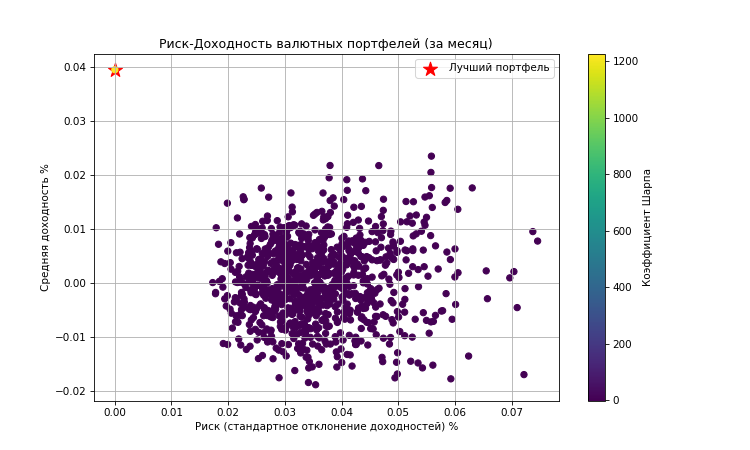 Риск-Доходность валютных портфелей (за месяц)
Лучший портфель
Средняя доходность %
0.04
0.03
0.02
0.01
0.00
−0.01
−0.02
0.00 0.01 0.02 0.03 0.04 0.05 0.06 0.07
Риск (стандартное отклонение доходностей) %
1200
1000
800
600
400
200
0
Коэффициент Шарпа